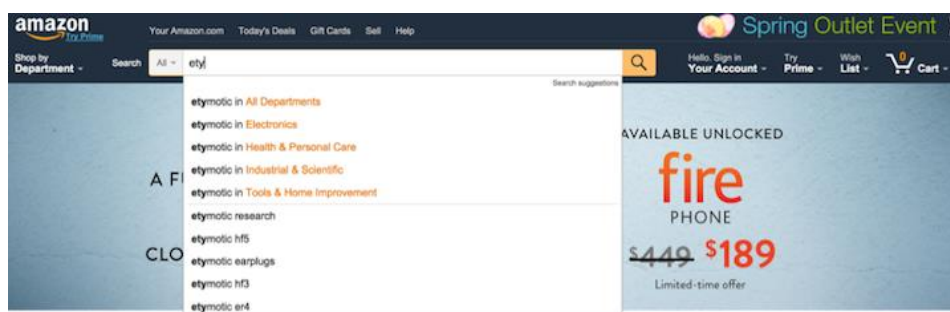 amazon
Try Prime
Your Amazon.com Today's Deals Gift Cards Sell Help
Spring Outlet Event
Shop by
Department
Search
All
ety
Hello. Sign in
Your Account
Try
Prime
Wish
List
0
Cart
Search suggestions
etymotic in All Departments
etymotic in Electronics
etymotic in Health & Personal Care
etymotic in Industrial & Scientific
etymotic in Tools & Home Improvement
etymotic research
etymotic hf5
etymotic earplugs
etymotic hf3
etymotic er4
A FI
CLO
AVAILABLE UNLOCKED
fire
PHONE
$449 $189
Limited-time offer